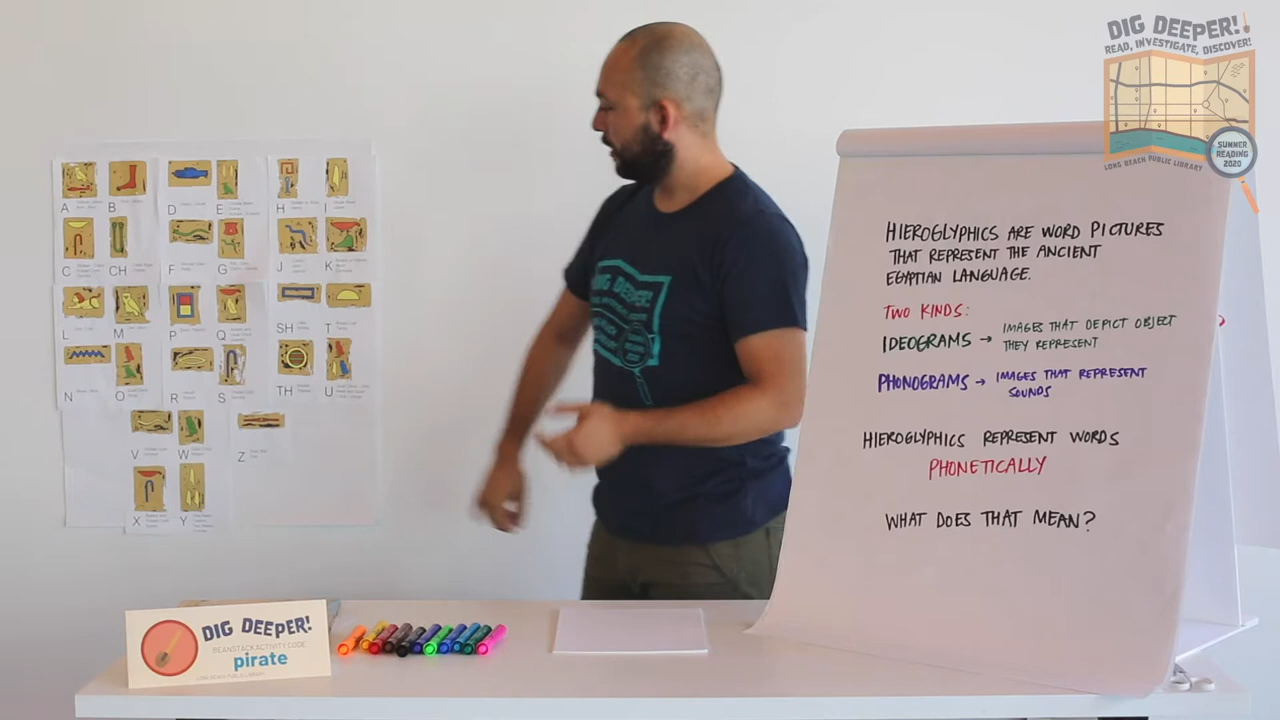 DIG DEEPER!
READ, INVESTIGATE, DISCOVER!
SUMMER
READING
2020
LONG BEACH PUBLIC LIBRARY
A B D E H I
C CH F G J K
L M P Q SH T
N O R S TH U
V W Z
X Y
DIG DEEPER!
HIEROGLYPHICS ARE WORD PICTURES
THAT REPRESENT THE ANCIENT
EGYPTIAN LANGUAGE.
TWO KINDS:
IDEOGRAMS → IMAGES THAT DEPICT OBJECT
THEY REPRESENT
PHONOGRAMS → IMAGES THAT REPRESENT
SOUNDS
HIEROGLYPHICS REPRESENT WORDS
PHONETICALLY
WHAT DOES THAT MEAN?
DIG DEEPER!
BEANSTACK ACTIVITY CODE
pirate
LONG BEACH PUBLIC LIBRARY